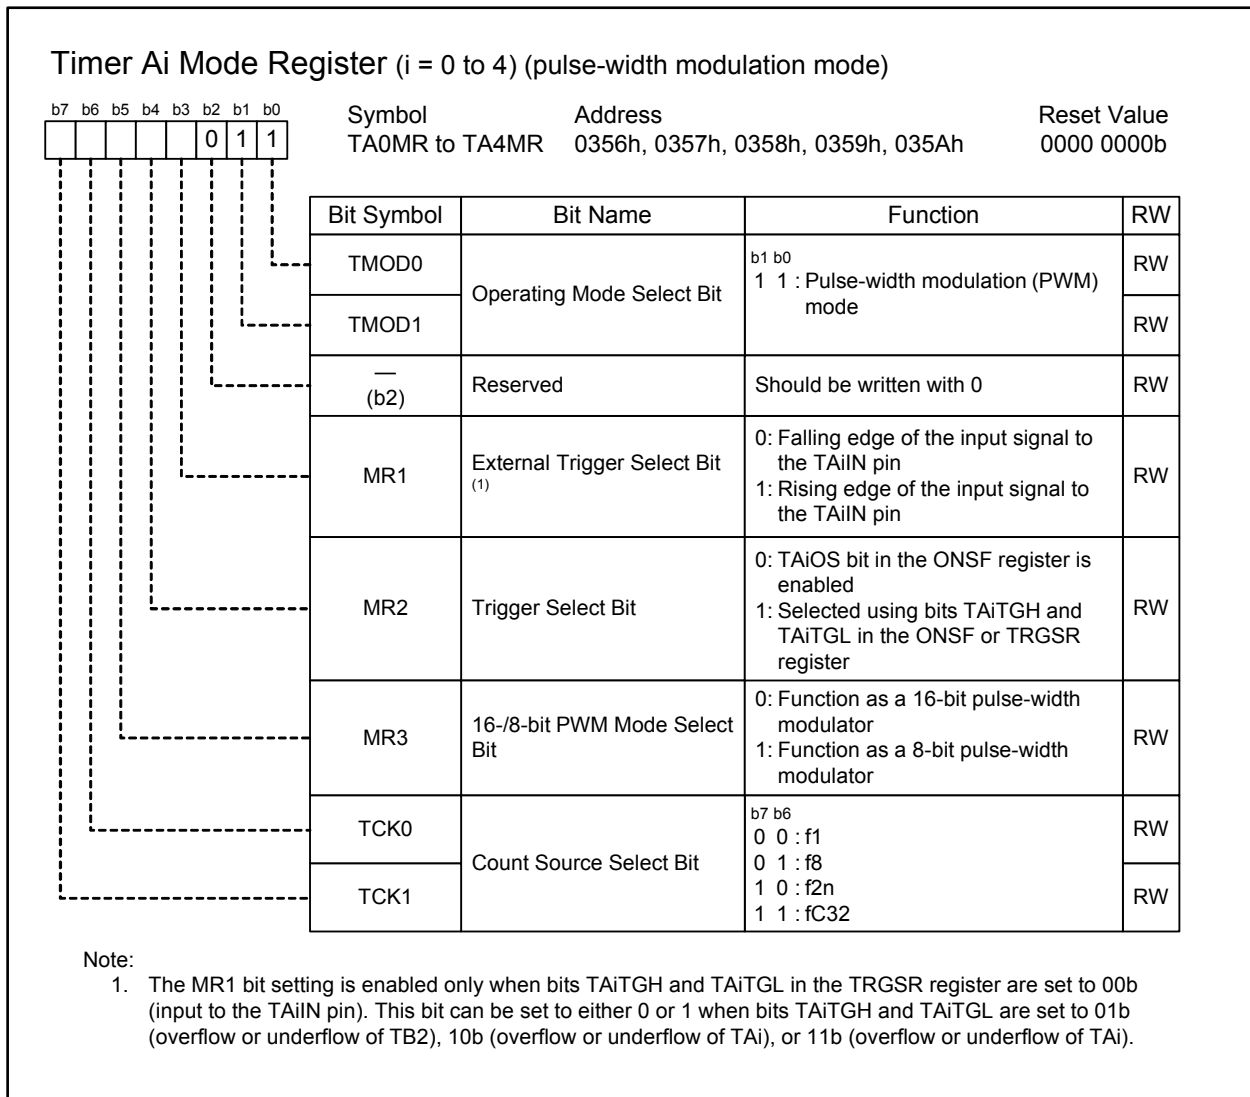 Timer Ai Mode Register (i = 0 to 4) (pulse-width modulation mode)
b7 b6 b5 b4 b3 b2 b1 b0
0 1 1
Symbol Address Reset Value
TA0MR to TA4MR 0356h, 0357h, 0358h, 0359h, 035Ah 0000 0000b
Bit Symbol Bit Name Function RW
TMOD0
TMOD1
Operating Mode Select Bit
b1 b0
1 1 : Pulse-width modulation (PWM)
mode
RW
RW
—
(b2)
Reserved
Should be written with 0
RW
MR1
External Trigger Select Bit
(1)
0: Falling edge of the input signal to
the TAiIN pin
1: Rising edge of the input signal to
the TAiIN pin
RW
MR2
Trigger Select Bit
0: TAiOS bit in the ONSF register is
enabled
1: Selected using bits TAiTGH and
TAiTGL in the ONSF or TRGSR
register
RW
MR3
16-/8-bit PWM Mode Select
Bit
0: Function as a 16-bit pulse-width
modulator
1: Function as a 8-bit pulse-width
modulator
RW
TCK0
TCK1
Count Source Select Bit
b7 b6
0 0 : f1
0 1 : f8
1 0 : f2n
1 1 : fC32
RW
RW
Note:
1. The MR1 bit setting is enabled only when bits TAiTGH and TAiTGL in the TRGSR register are set to 00b
(input to the TAiIN pin). This bit can be set to either 0 or 1 when bits TAiTGH and TAiTGL are set to 01b
(overflow or underflow of TB2), 10b (overflow or underflow of TAi), or 11b (overflow or underflow of TAi).